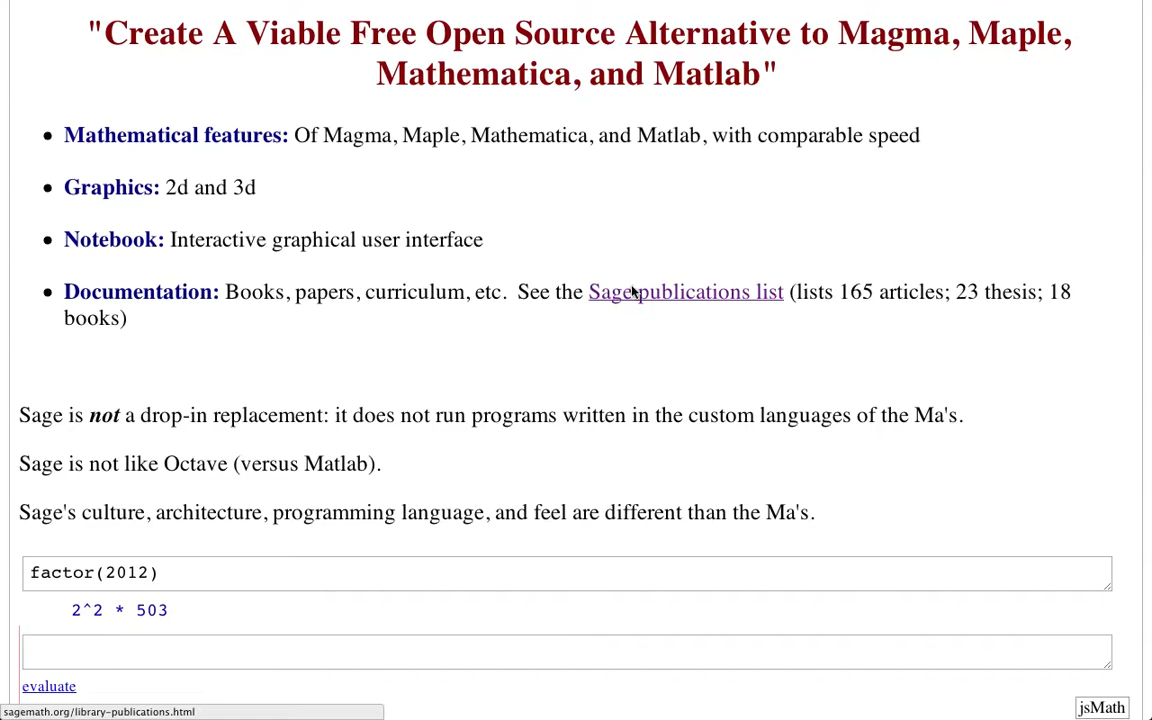 "Create A Viable Free Open Source Alternative to Magma, Maple,
Mathematica, and Matlab"
Mathematical features: Of Magma, Maple, Mathematica, and Matlab, with comparable speed
Graphics: 2d and 3d
Notebook: Interactive graphical user interface
Documentation: Books, papers, curriculum, etc. See the Sage publications list (lists 165 articles; 23 thesis; 18
books)
Sage is not a drop-in replacement: it does not run programs written in the custom languages of the Ma's.
Sage is not like Octave (versus Matlab).
Sage's culture, architecture, programming language, and feel are different than the Ma's.
factor(2012)
2^2 * 503
evaluate
sagemath.org/library-publications.html
jsMath